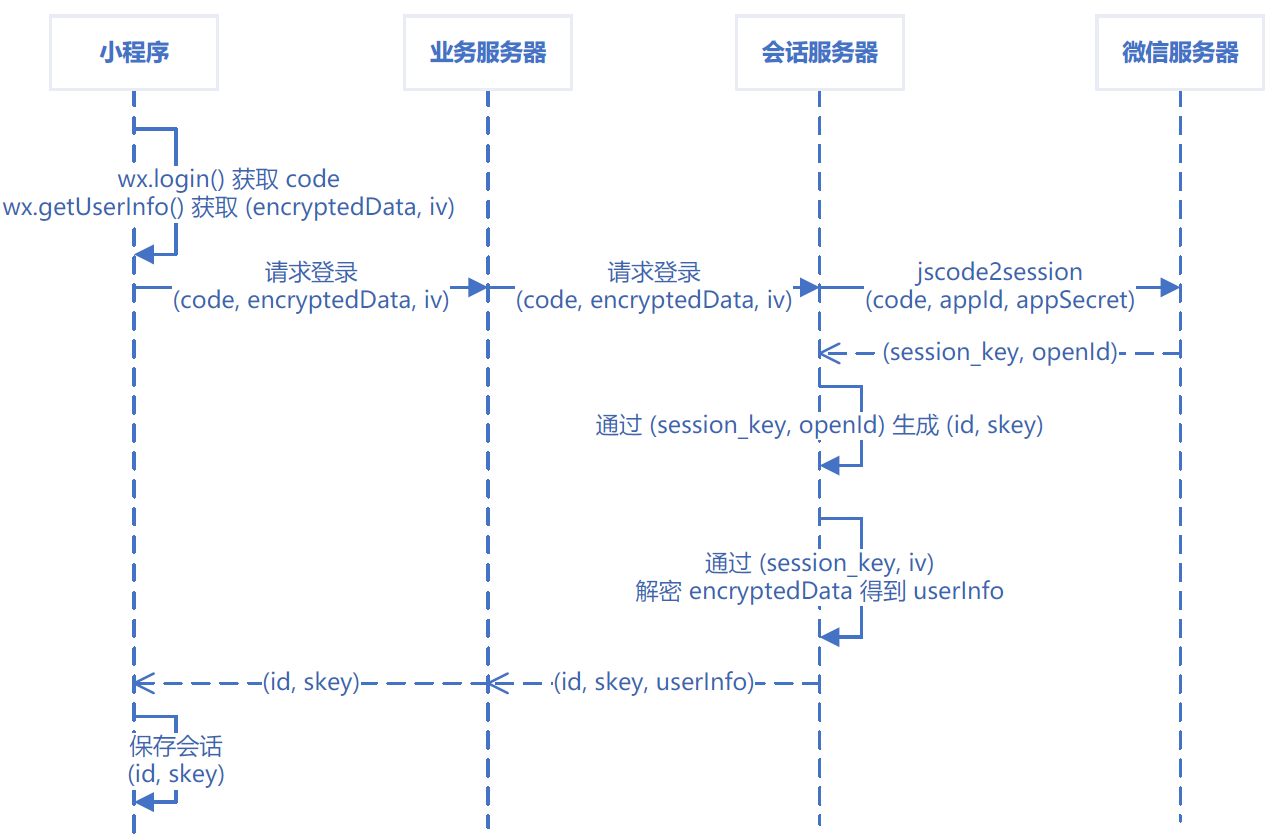 小程序
业务服务器
会话服务器
微信服务器
wx.login() 获取 code
wx.getUserInfo() 获取 (encryptedData, iv)
请求登录
(code, encryptedData, iv)
请求登录
(code, encryptedData, iv)
jscode2session
(code, appId, appSecret)
(session_key, openId)
通过 (session_key, openId) 生成 (id, skey)
通过 (session_key, iv)
解密 encryptedData 得到 userInfo
(id, skey)
(id, skey, userInfo)
保存会话
(id, skey)